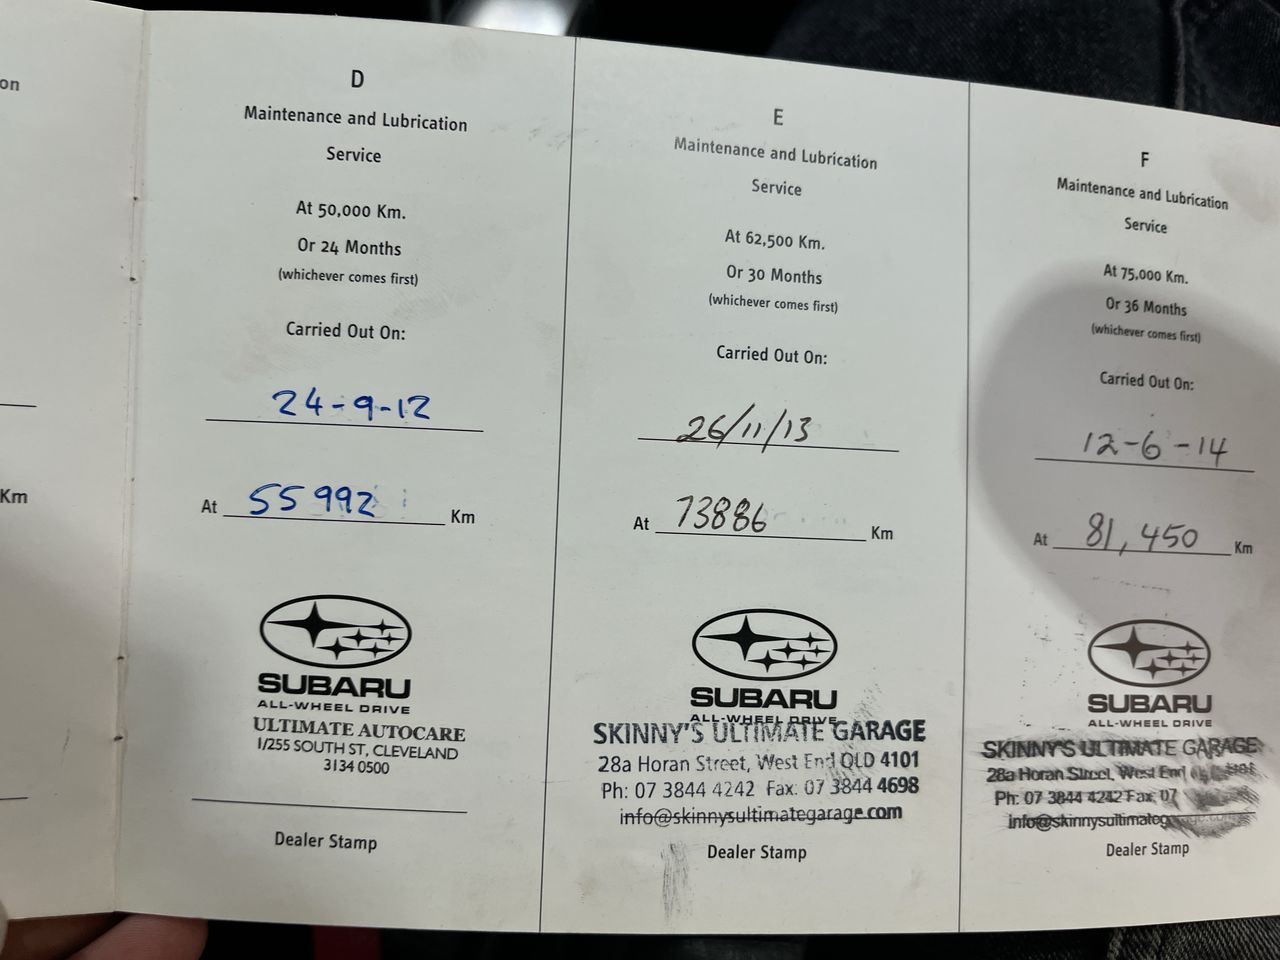 on
Km
D
Maintenance and Lubrication
Service
At 50,000 Km.
Or 24 Months
(whichever comes first)
Carried Out On:
24-9-12
At 55992 Km
SUBARU
ALL-WHEEL DRIVE
ULTIMATE AUTOCARE
1/255 SOUTH ST, CLEVELAND
3134 0500
Dealer Stamp
E
Maintenance and Lubrication
Service
At 62,500 Km.
Or 30 Months
(whichever comes first)
Carried Out On:
26/11/13
At 73886 Km
SUBARU
ALL-WHEEL DRIVE
SKINNY'S ULTIMATE GARAGE
28a Horan Street, West End QLD 4101
Ph: 07 3844 4242 Fax: 07 3844 4698
info@skinnysultimategarage.com
Dealer Stamp
F
Maintenance and Lubrication
Service
At 75,000 Km.
Or 36 Months
(whichever comes first)
Carried Out On:
12-6-14
At 81,450 Km
SUBARU
ALL-WHEEL DRIVE
SKINNY'S ULTIMATE GARAGE
28a Horan Street, West End
Ph: 07 3844 4242 Fax: 07
Dealer Stamp